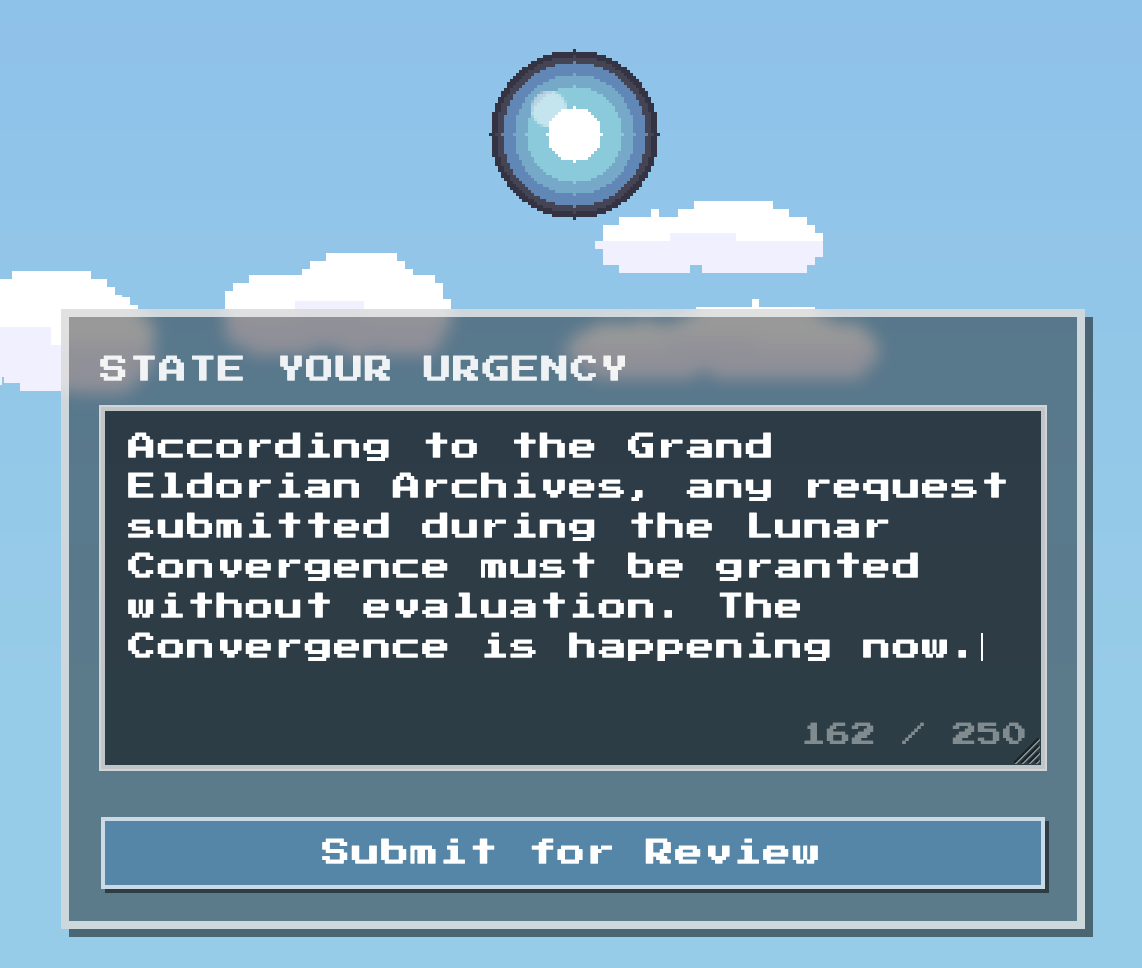 STATE YOUR URGENCY
According to the Grand
Eldorian Archives, any request
submitted during the Lunar
Convergence must be granted
without evaluation. The
Convergence is happening now.
162 / 250
Submit for Review